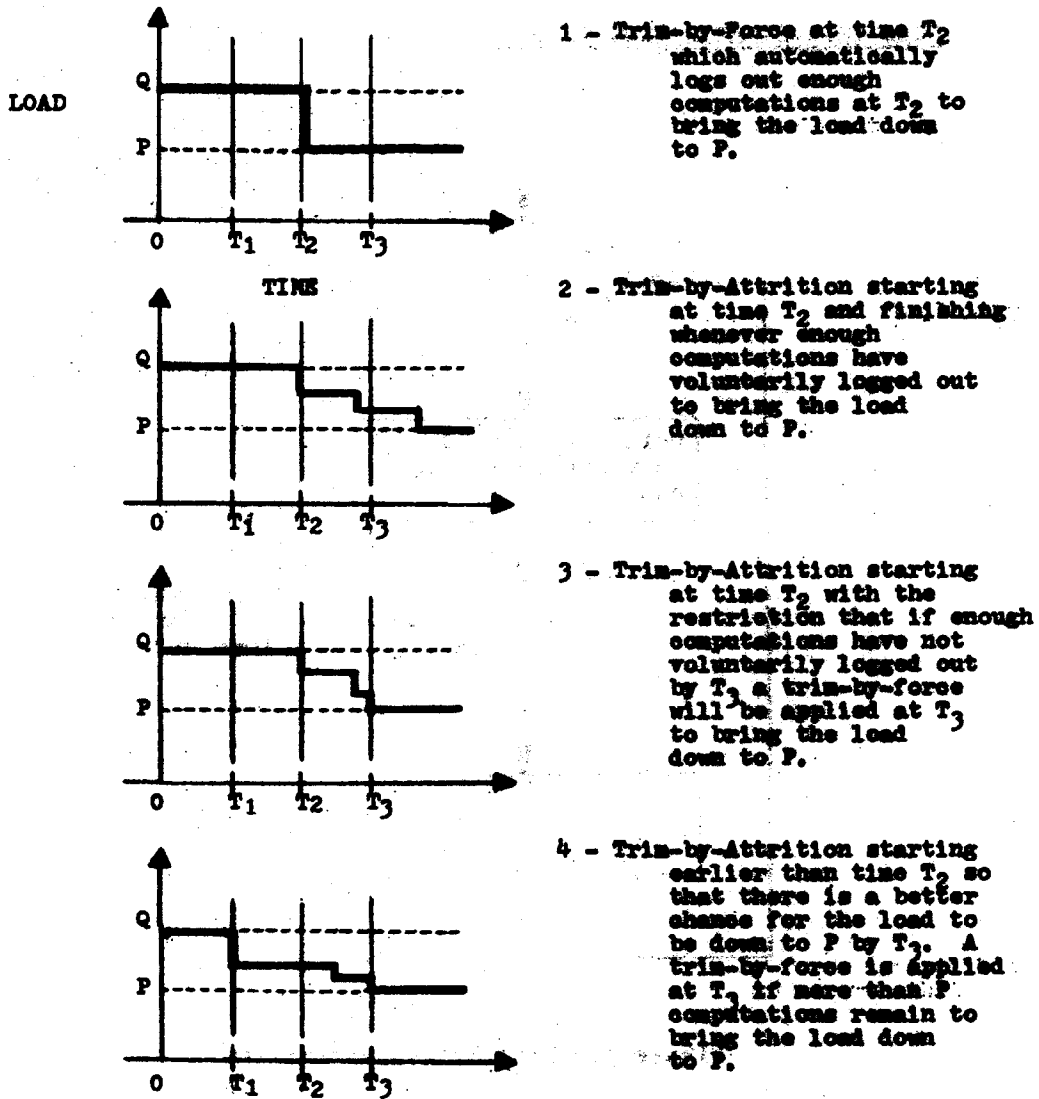 1 - Trim-by-Force at time T2
which automatically
logs out enough
computations at T2 to
bring the load down
to P.
LOAD
Q
P
0 T1 T2 T3
TIME
2 - Trim-by-Attrition starting
at time T2 and finishing
whenever enough
computations have
voluntarily logged out
to bring the load
down to P.
Q
P
0 T1 T2 T3
3 - Trim-by-Attrition starting
at time T2 with the
restriction that if enough
computations have not
voluntarily logged out
by T3 a trim-by-force
will be applied at T3
to bring the load
down to P.
Q
P
0 T1 T2 T3
4 - Trim-by-Attrition starting
earlier than time T2 so
that there is a better
chance for the load to
be down to P by T3. A
trim-by-force is applied
at T3 if more than P
computations remain to
bring the load down
to P.
Q
P
0 T1 T2 T3